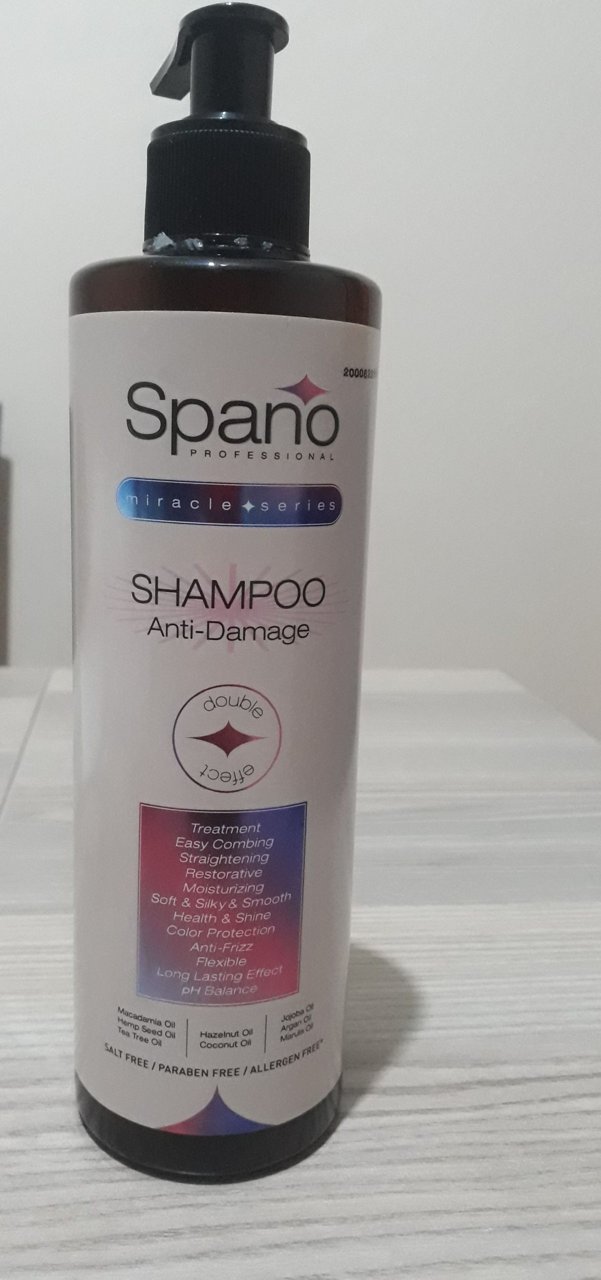 Spano
PROFESSIONAL
miracle series
SHAMPOO
Anti-Damage
double
effect
Treatment
Easy Combing
Straightening
Restorative
Moisturizing
Soft & Silky & Smooth
Health & Shine
Color Protection
Anti-Frizz
Flexible
Long Lasting Effect
pH Balance
Macadamia Oil
Hemp Seed Oil
Tea Tree Oil
Hazelnut Oil
Coconut Oil
Jojoba Oil
Argan Oil
Marula Oil
SALT FREE / PARABEN FREE / ALLERGEN FREE*